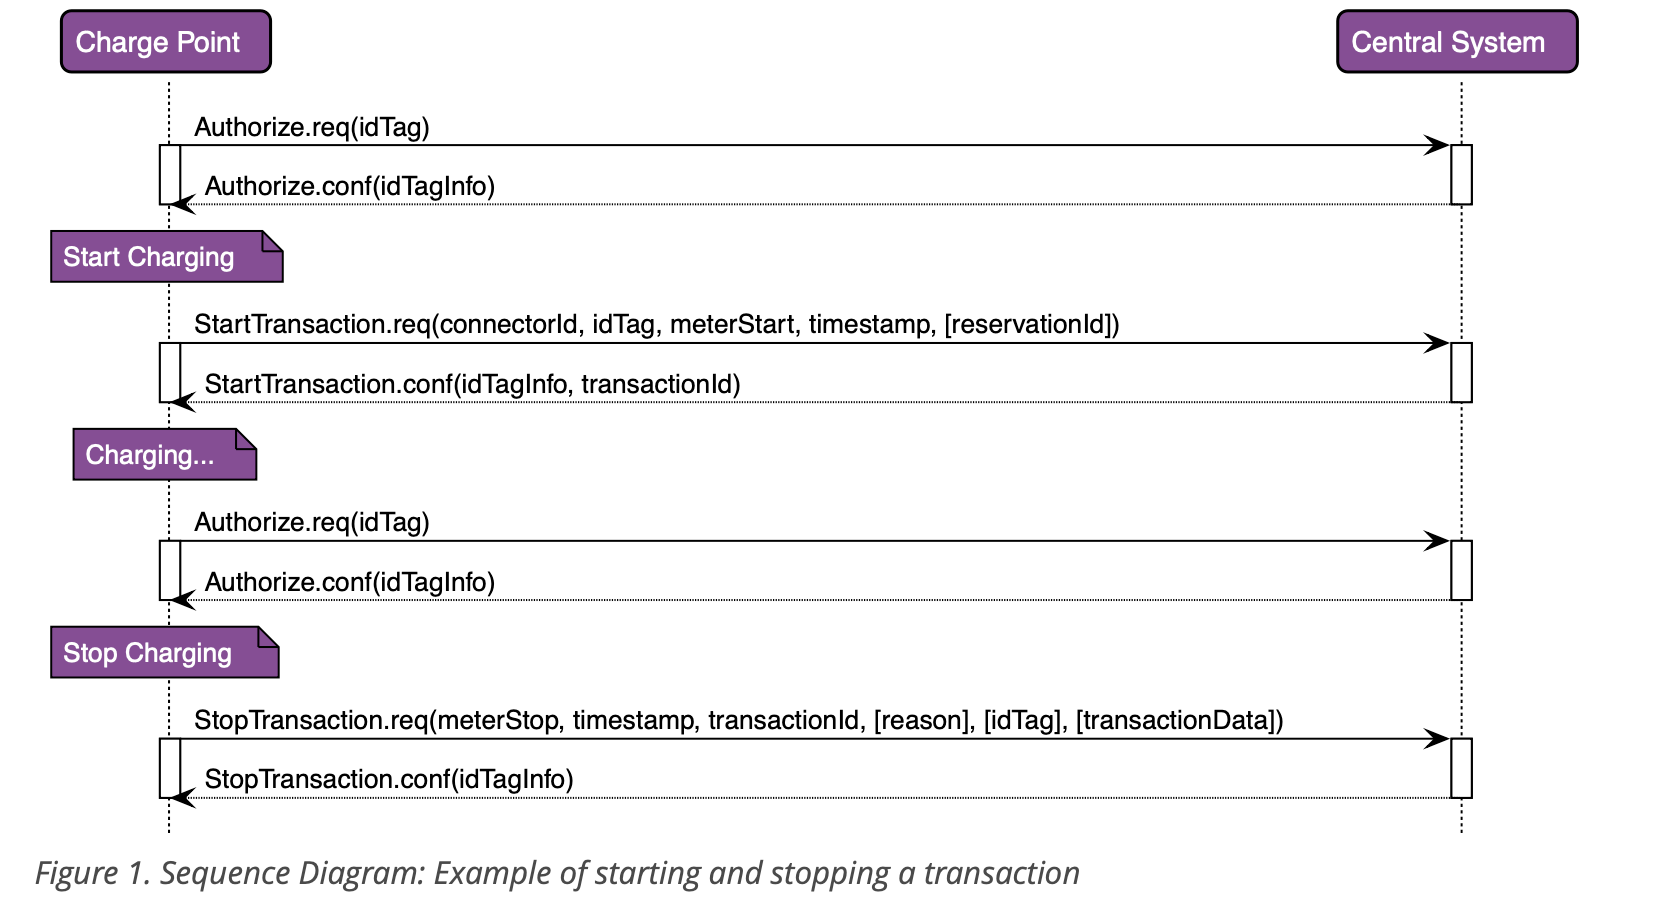 Charge Point
Central System
Authorize.req(idTag)
Authorize.conf(idTagInfo)
Start Charging
StartTransaction.req(connectorId, idTag, meterStart, timestamp, [reservationId])
StartTransaction.conf(idTagInfo, transactionId)
Charging...
Authorize.req(idTag)
Authorize.conf(idTagInfo)
Stop Charging
StopTransaction.req(meterStop, timestamp, transactionId, [reason], [idTag], [transactionData])
StopTransaction.conf(idTagInfo)
Figure 1. Sequence Diagram: Example of starting and stopping a transaction